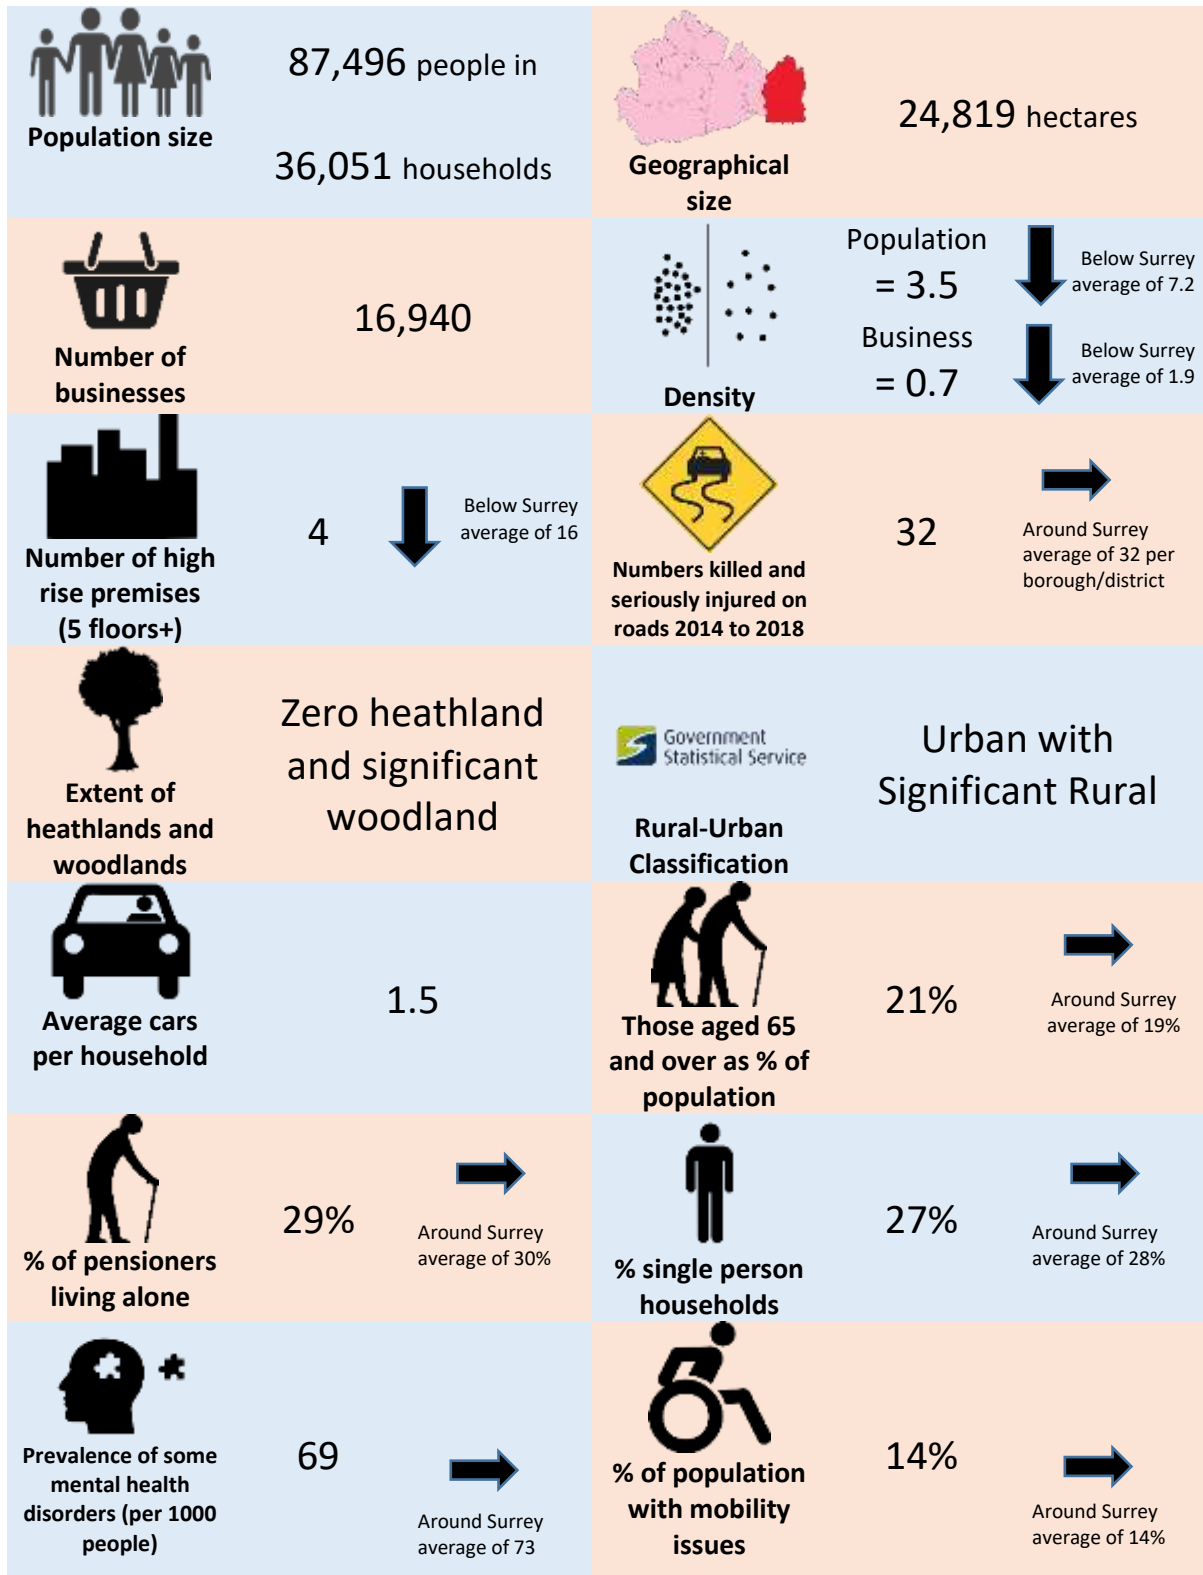 Population size
87,496 people in
36,051 households
Geographical
size
24,819 hectares
Number of
businesses
16,940
Density
Population
= 3.5
Below Surrey
average of 7.2
Business
= 0.7
Below Surrey
average of 1.9
Number of high
rise premises
(5 floors+)
4
Below Surrey
average of 16
Numbers killed and
seriously injured on
roads 2014 to 2018
32
Around Surrey
average of 32 per
borough/district
Extent of
heathlands and
woodlands
Zero heathland
and significant
woodland
Government
Statistical Service
Rural-Urban
Classification
Urban with
Significant Rural
Average cars
per household
1.5
Those aged 65
and over as % of
population
21%
Around Surrey
average of 19%
% of pensioners
living alone
29%
Around Surrey
average of 30%
% single person
households
27%
Around Surrey
average of 28%
Prevalence of some
mental health
disorders (per 1000
people)
69
Around Surrey
average of 73
% of population
with mobility
issues
14%
Around Surrey
average of 14%